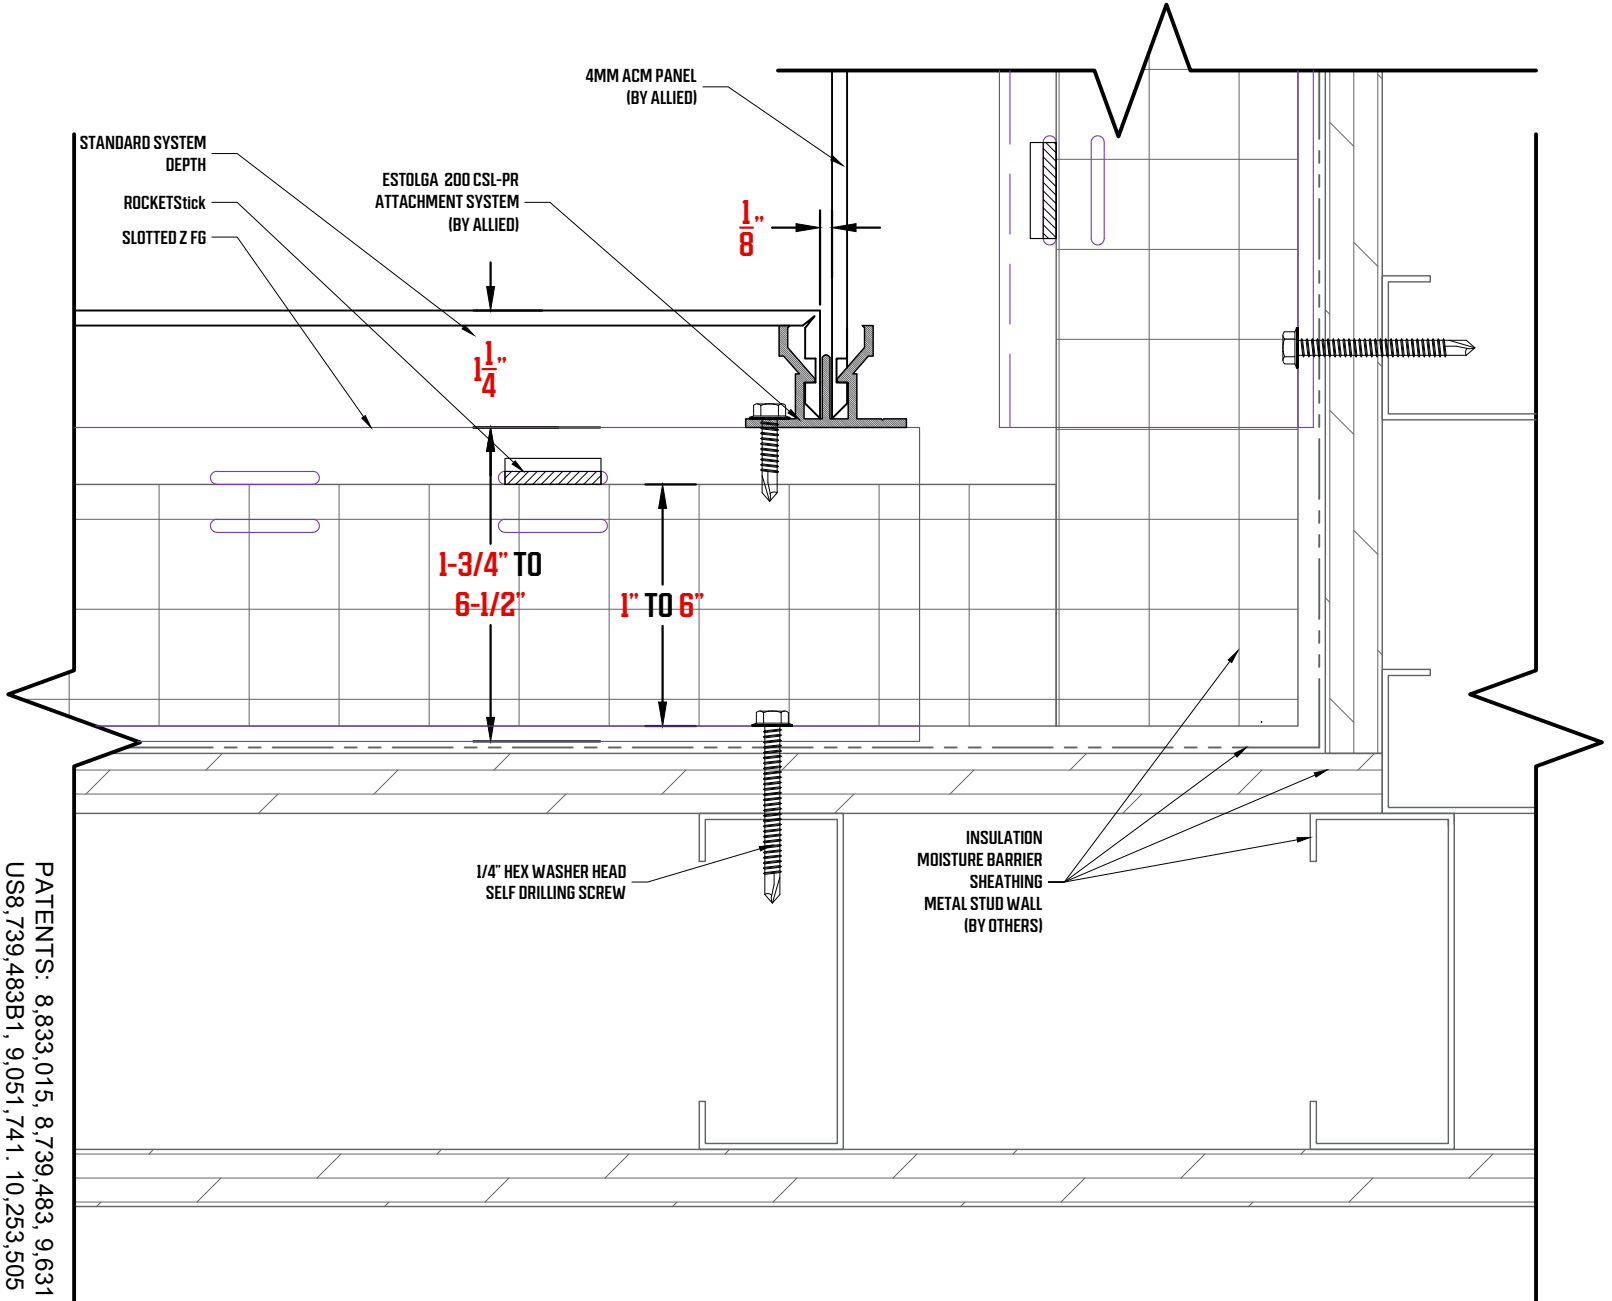 4MM ACM PANEL
(BY ALLIED)
STANDARD SYSTEM
DEPTH
ESTOLGA 200 CSL-PR
ATTACHMENT SYSTEM
(BY ALLIED)
ROCKETStick
SLOTTED Z FG
1/8"
1 1/4"
1-3/4" TO
6-1/2"
1" TO 6"
1/4" HEX WASHER HEAD
SELF DRILLING SCREW
INSULATION
MOISTURE BARRIER
SHEATHING
METAL STUD WALL
(BY OTHERS)
PATENTS: 8,833,015, 8,739,483, 9,631
US8,739,483B1, 9,051,741. 10,253,505